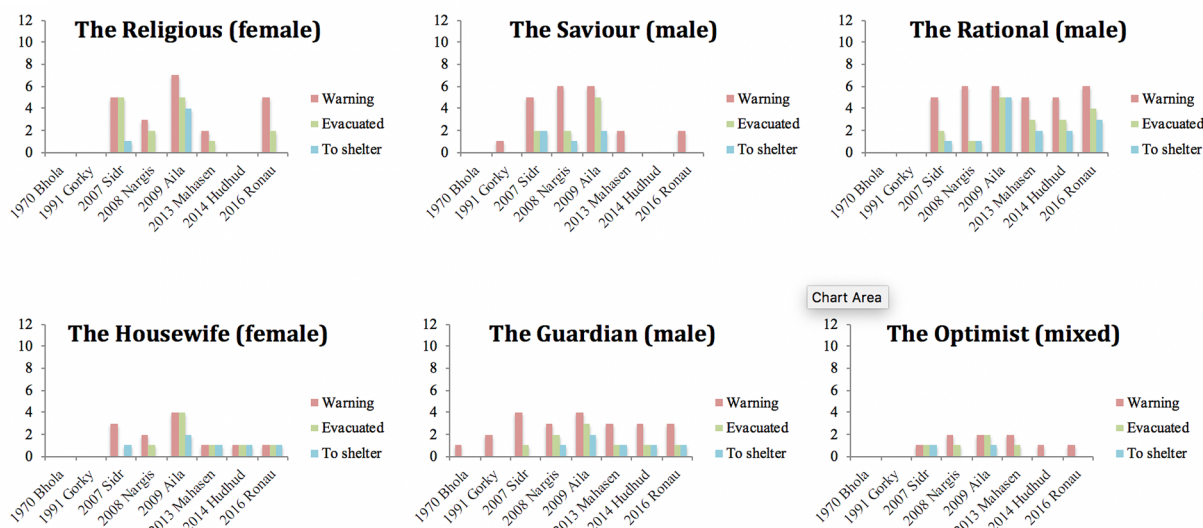 The Religious (female)
12
10
8
6
4
2
0
Warning
Evacuated
To shelter
1970 Bhola
1991 Gorky
2007 Sidr
2008 Nargis
2009 Aila
2013 Mahasen
2014 Hudhud
2016 Ronau
The Saviour (male)
12
10
8
6
4
2
0
Warning
Evacuated
To shelter
1970 Bhola
1991 Gorky
2007 Sidr
2008 Nargis
2009 Aila
2013 Mahasen
2014 Hudhud
2016 Ronau
The Rational (male)
12
10
8
6
4
2
0
Warning
Evacuated
To shelter
1970 Bhola
1991 Gorky
2007 Sidr
2008 Nargis
2009 Aila
2013 Mahasen
2014 Hudhud
2016 Ronau
Chart Area
The Housewife (female)
12
10
8
6
4
2
0
Warning
Evacuated
To shelter
1970 Bhola
1991 Gorky
2007 Sidr
2008 Nargis
2009 Aila
2013 Mahasen
2014 Hudhud
2016 Ronau
The Guardian (male)
12
10
8
6
4
2
0
Warning
Evacuated
To shelter
1970 Bhola
1991 Gorky
2007 Sidr
2008 Nargis
2009 Aila
2013 Mahasen
2014 Hudhud
2016 Ronau
The Optimist (mixed)
12
10
8
6
4
2
0
Warning
Evacuated
To shelter
1970 Bhola
1991 Gorky
2007 Sidr
2008 Nargis
2009 Aila
2013 Mahasen
2014 Hudhud
2016 Ronau